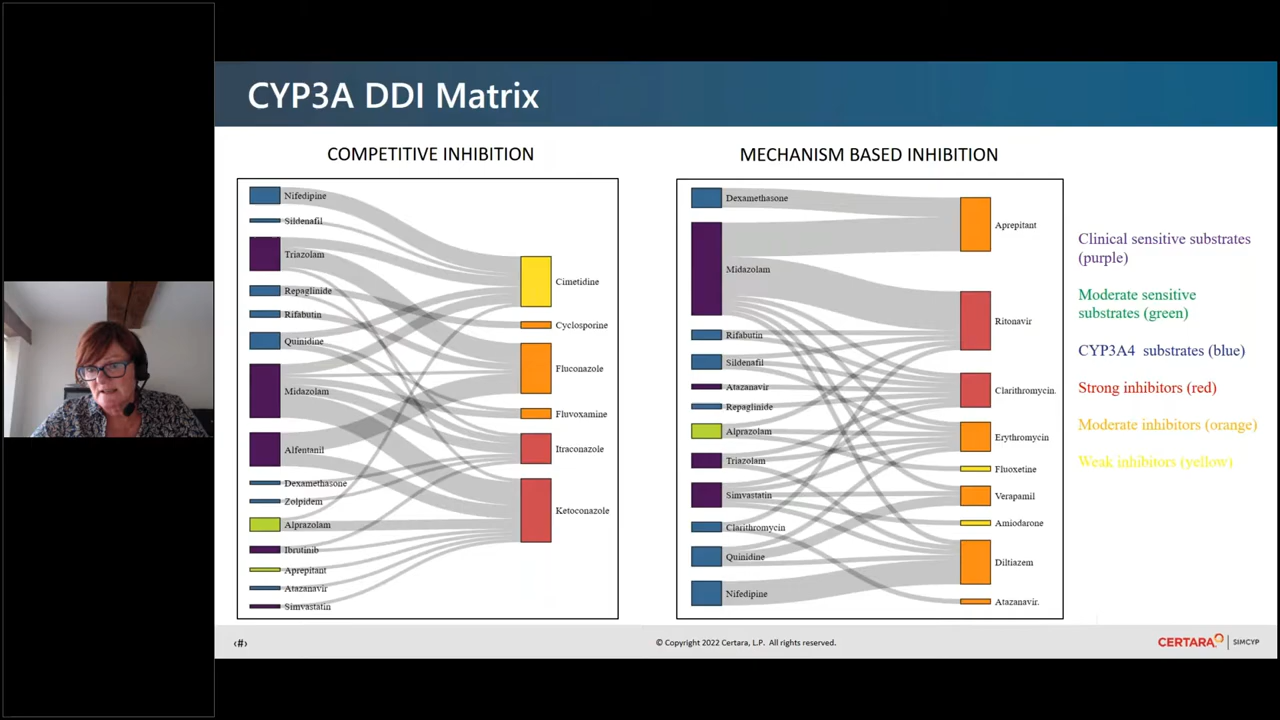 CYP3A DDI Matrix
COMPETITIVE INHIBITION
Nifedipine
Sildenafil
Triazolam
Repaglinide
Rifabutin
Quinidine
Midazolam
Alfentanil
Dexamethasone
Zolpidem
Alprazolam
Ibrutinib
Aprepitant
Atazanavir
Simvastatin
Cimetidine
Cyclosporine
Fluconazole
Fluvoxamine
Itraconazole
Ketoconazole
MECHANISM BASED INHIBITION
Dexamethasone
Midazolam
Rifabutin
Sildenafil
Atazanavir
Repaglinide
Alprazolam
Triazolam
Simvastatin
Clarithromycin
Quinidine
Nifedipine
Aprepitant
Ritonavir
Clarithromycin.
Erythromycin
Fluoxetine
Verapamil
Amiodarone
Diltiazem
Atazanavir.
Clinical sensitive substrates
(purple)
Moderate sensitive
substrates (green)
CYP3A4 substrates (blue)
Strong inhibitors (red)
Moderate inhibitors (orange)
Weak inhibitors (yellow)
‹#›
© Copyright 2022 Certara, L.P. All rights reserved.
CERTARA | SIMCYP